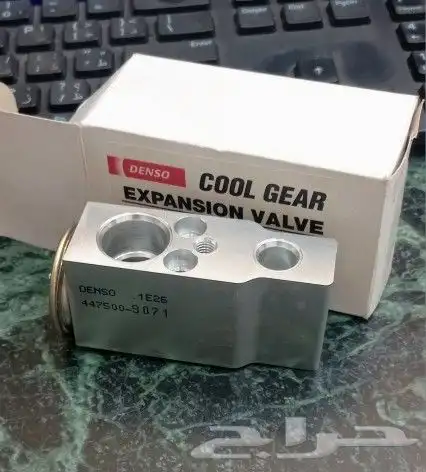 DENSO
COOL GEAR
EXPANSION VALVE
DENSO 1E26
447500-3071
حراج